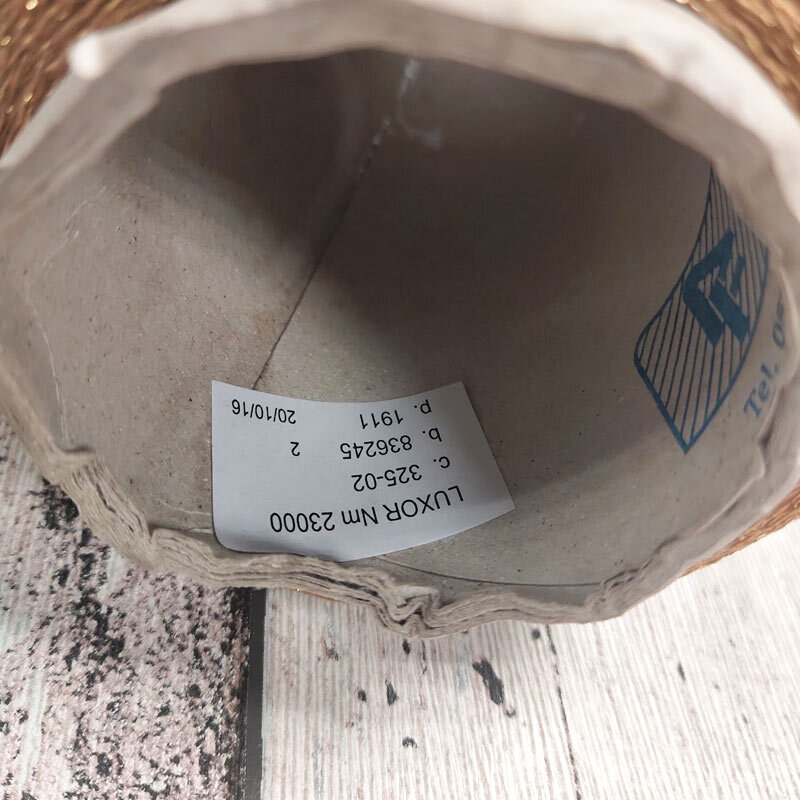 LUXOR Nm 23000
c. 325-02
b. 836245 2
p. 1911 20/10/16
Tel.